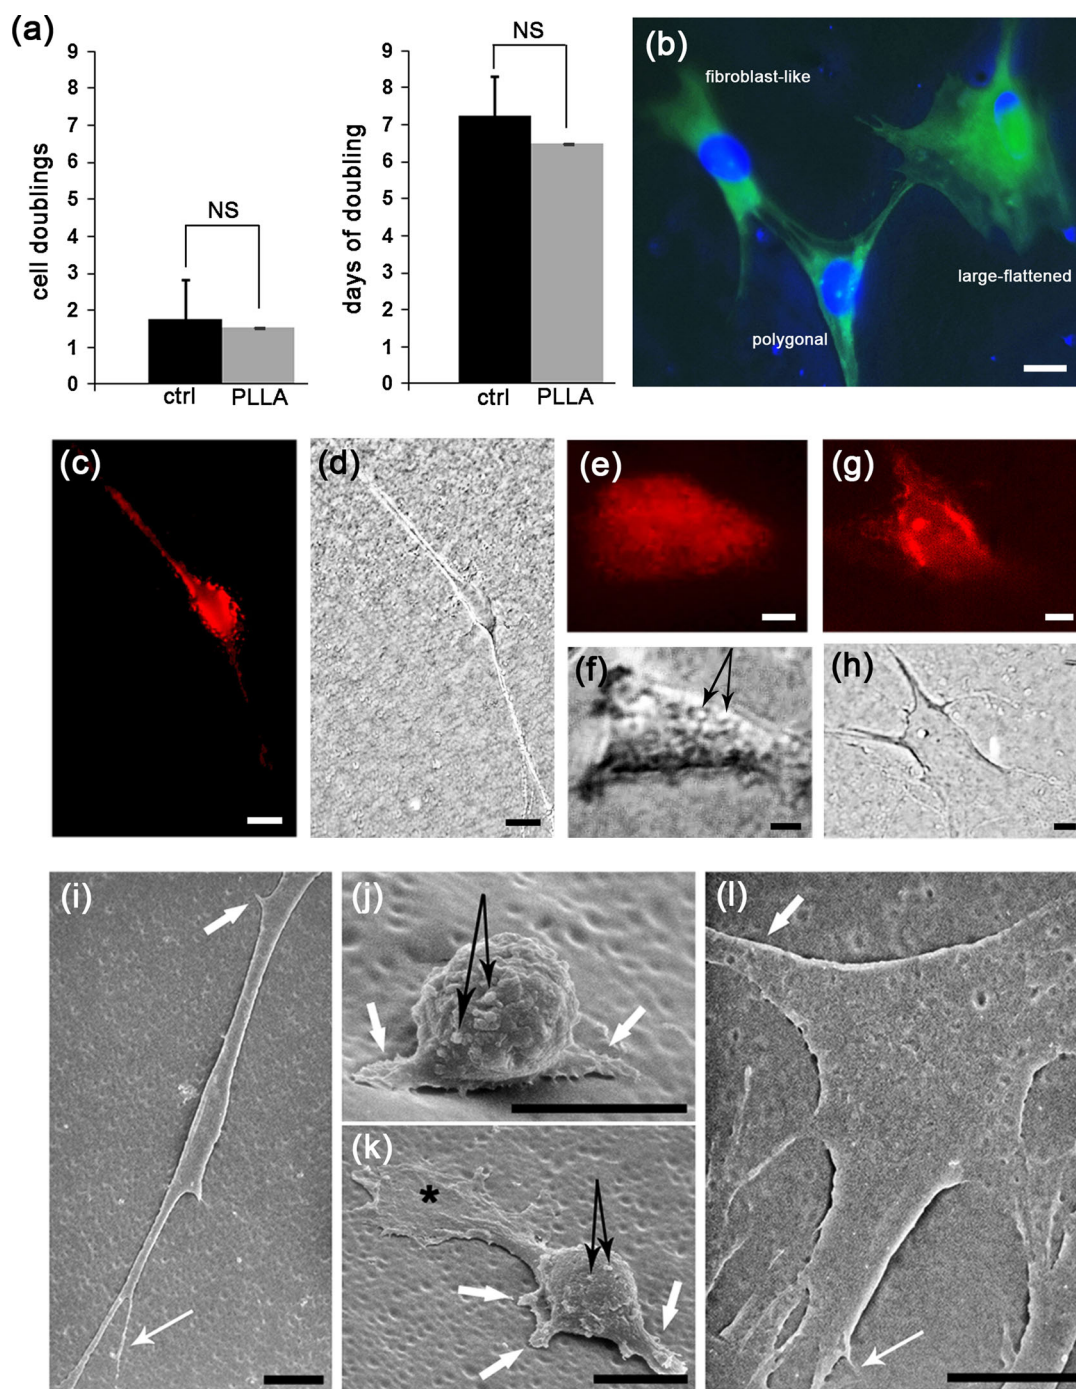 (a)
cell doublings
9
8
7
6
5
4
3
2
1
0
NS
ctrl
PLLA
days of doubling
9
8
7
6
5
4
3
2
1
0
NS
ctrl
PLLA
(b)
fibroblast-like
large-flattened
polygonal
(c)
(d)
(e)
(g)
(f)
(h)
(i)
(j)
(k)
*
(l)